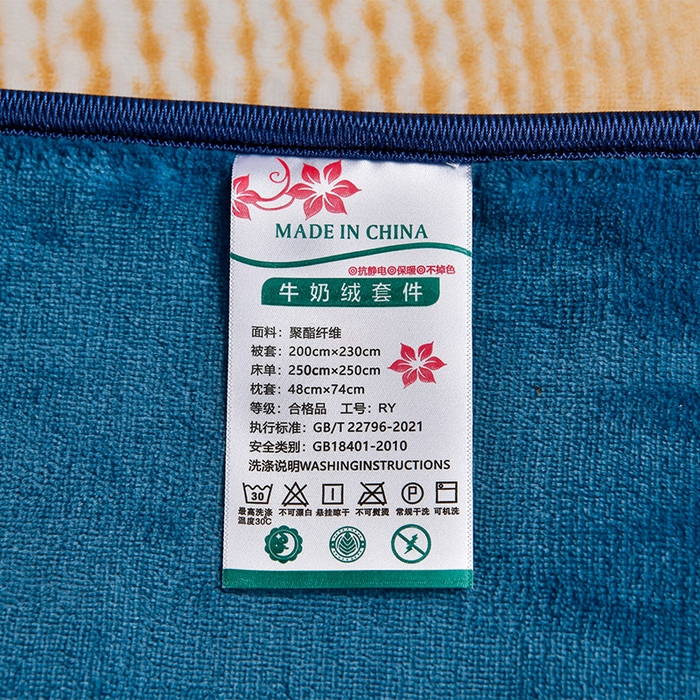 MADE IN CHINA
◎抗静电◎保暖◎不掉色
牛奶绒套件
面料：聚酯纤维
被套：200cm×230cm
床单：250cm×250cm
枕套：48cm×74cm
等级：合格品 工号：RY
执行标准：GB/T 22796-2021
安全类别：GB18401-2010
洗涤说明WASHINGINSTRUCTIONS
30 P
最高洗涤温度30C 不可漂白 悬挂晾干 不可熨烫 常规干洗 可机洗